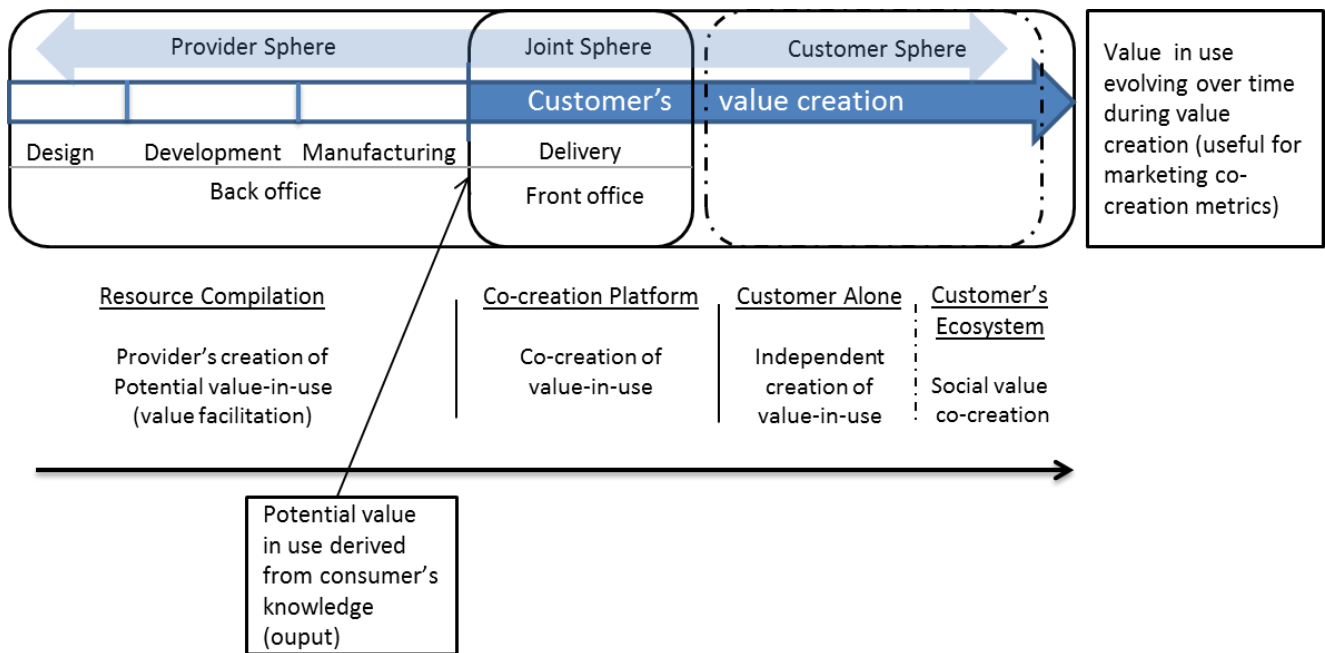 Provider Sphere
Joint Sphere
Customer Sphere
Customer's value creation
Design
Development
Manufacturing
Delivery
Back office
Front office
Value in use
evolving over time
during value
creation (useful for
marketing co-
creation metrics)
Resource Compilation
Provider's creation of
Potential value-in-use
(value facilitation)
Co-creation Platform
Co-creation of
value-in-use
Customer Alone
Independent
creation of
value-in-use
Customer's
Ecosystem
Social value
co-creation
Potential value
in use derived
from consumer's
knowledge
(ouput)